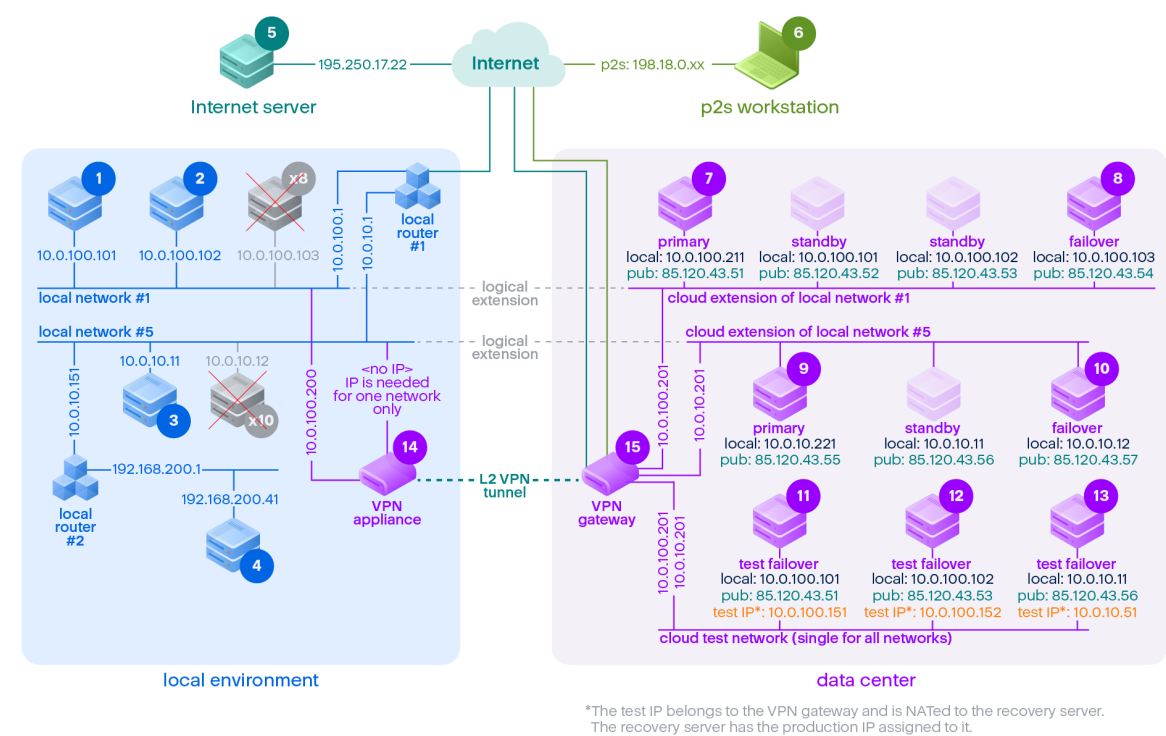 5
6
195.250.17.22
Internet
p2s: 198.18.0.xx
Internet server
p2s workstation
1
2
x8
10.0.100.101
10.0.100.102
10.0.100.103
10.0.100.1
10.0.10.1
local
router
#1
local network #1
logical
extension
local network #5
logical
extension
10.0.10.151
10.0.10.11
10.0.10.12
3
x10
10.0.100.200
<no IP>
IP is needed
for one network
only
14
VPN
appliance
192.168.200.1
192.168.200.41
local
router
#2
4
local environment
L2 VPN
tunnel
7
8
primary
local: 10.0.100.211
pub: 85.120.43.51
standby
local: 10.0.100.101
pub: 85.120.43.52
standby
local: 10.0.100.102
pub: 85.120.43.53
failover
local: 10.0.100.103
pub: 85.120.43.54
cloud extension of local network #1
cloud extension of local network #5
10.0.100.201
10.0.10.201
15
VPN
gateway
9
10
primary
local: 10.0.10.221
pub: 85.120.43.55
standby
local: 10.0.10.11
pub: 85.120.43.56
failover
local: 10.0.10.12
pub: 85.120.43.57
10.0.100.201
10.0.10.201
11
12
13
test failover
local: 10.0.100.101
pub: 85.120.43.51
test IP*: 10.0.100.151
test failover
local: 10.0.100.102
pub: 85.120.43.53
test IP*: 10.0.100.152
test failover
local: 10.0.10.11
pub: 85.120.43.56
test IP*: 10.0.10.51
cloud test network (single for all networks)
data center
*The test IP belongs to the VPN gateway and is NATed to the recovery server.
The recovery server has the production IP assigned to it.